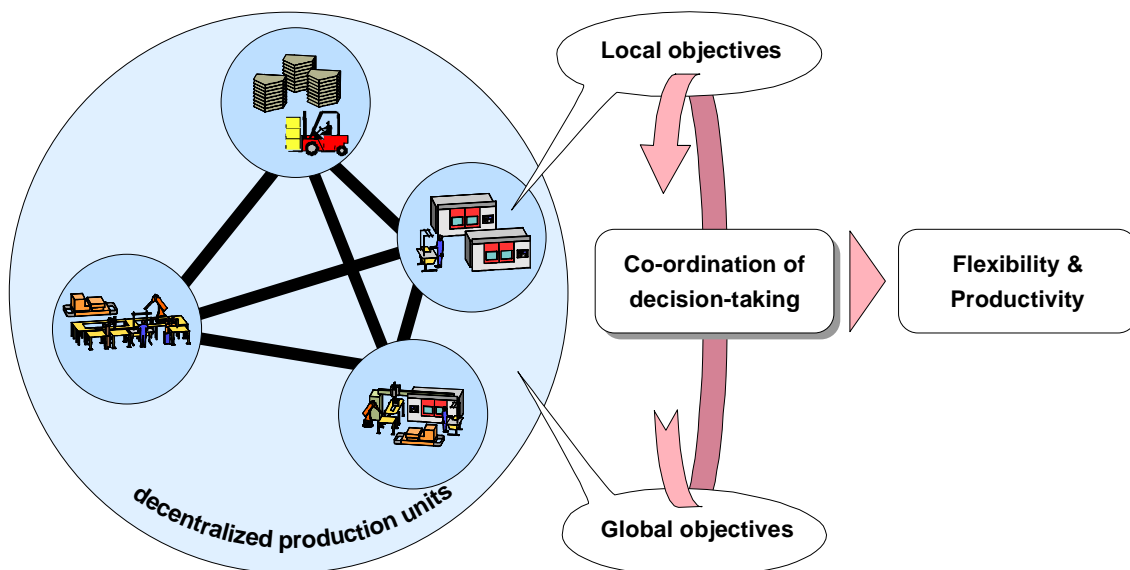 Local objectives
Co-ordination of
decision-taking
Flexibility &
Productivity
decentralized production units
Global objectives